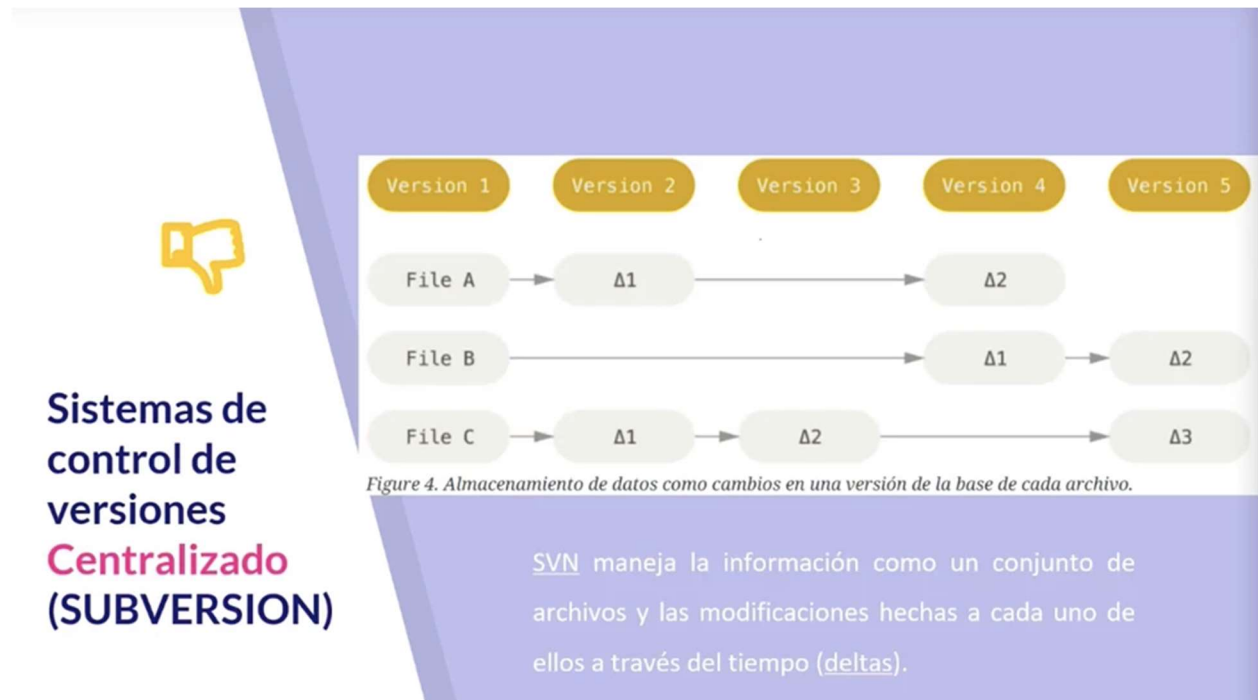 Version 1 Version 2 Version 3 Version 4 Version 5
File A Δ1 Δ2
File B Δ1 Δ2
File C Δ1 Δ2 Δ3
Figure 4. Almacenamiento de datos como cambios en una versión de la base de cada archivo.
Sistemas de
control de
versiones
Centralizado
(SUBVERSION)
SVN maneja la información como un conjunto de
archivos y las modificaciones hechas a cada uno de
ellos a través del tiempo (deltas).